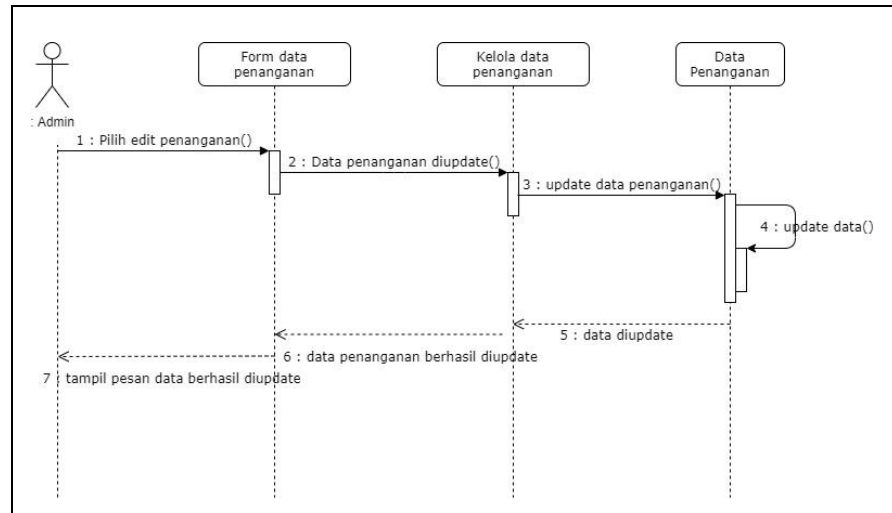 Form data
penanganan
Kelola data
penanganan
Data
Penanganan
: Admin
1 : Pilih edit penanganan()
2 : Data penanganan diupdate()
3 : update data penanganan()
4 : update data()
5 : data diupdate
6 : data penanganan berhasil diupdate
7 : tampil pesan data berhasil diupdate